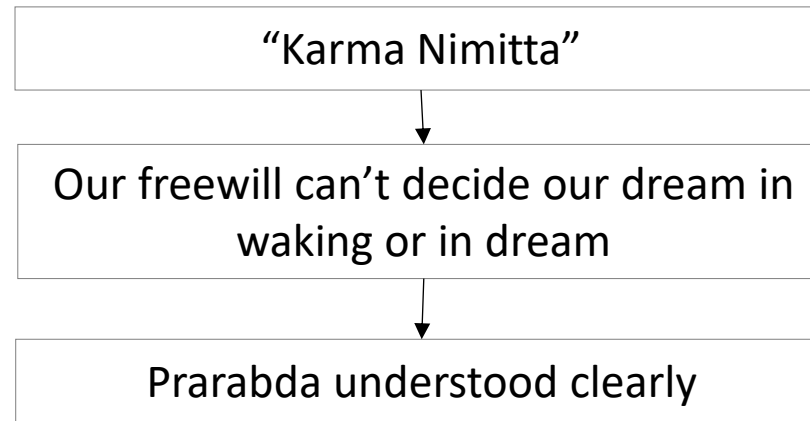 “Karma Nimitta”
Our freewill can’t decide our dream in
waking or in dream
Prarabda understood clearly